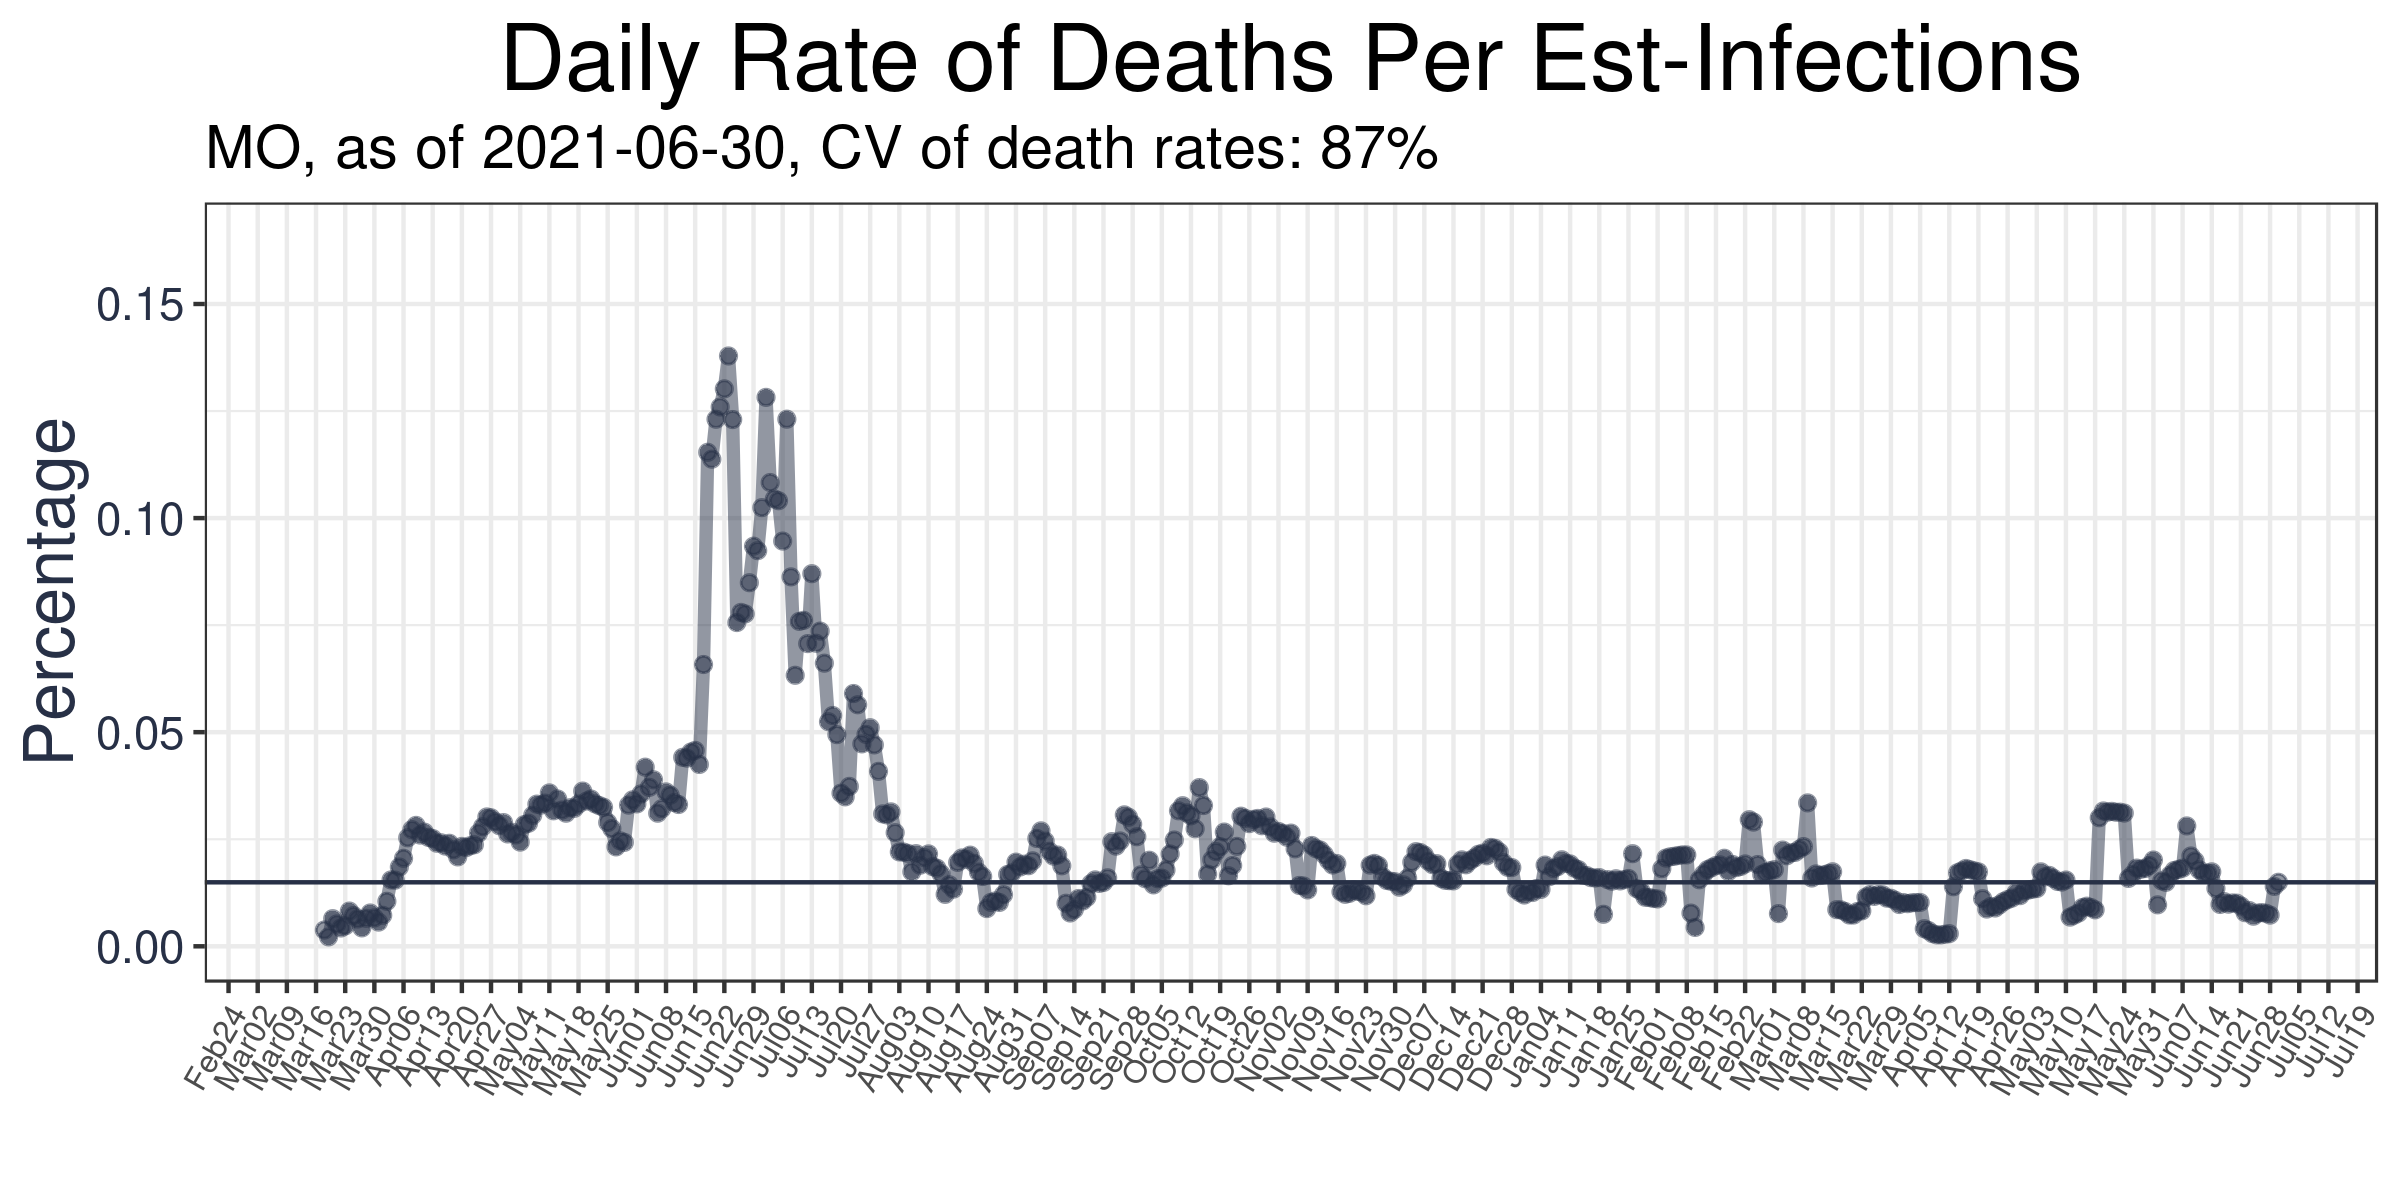 Daily Rate of Deaths Per Est-Infections
MO, as of 2021-06-30, CV of death rates: 87%
Percentage
0.15
0.10
0.05
0.00
Feb24
Mar02
Mar09
Mar16
Mar23
Mar30
Apr06
Apr13
Apr20
Apr27
May04
May11
May18
May25
Jun01
Jun08
Jun15
Jun22
Jun29
Jul06
Jul13
Jul20
Jul27
Aug03
Aug10
Aug17
Aug24
Aug31
Sep07
Sep14
Sep21
Sep28
Oct05
Oct12
Oct19
Oct26
Nov02
Nov09
Nov16
Nov23
Nov30
Dec07
Dec14
Dec21
Dec28
Jan04
Jan11
Jan18
Jan25
Feb01
Feb08
Feb15
Feb22
Mar01
Mar08
Mar15
Mar22
Mar29
Apr05
Apr12
Apr19
Apr26
May03
May10
May17
May24
May31
Jun07
Jun14
Jun21
Jun28
Jul05
Jul12
Jul19